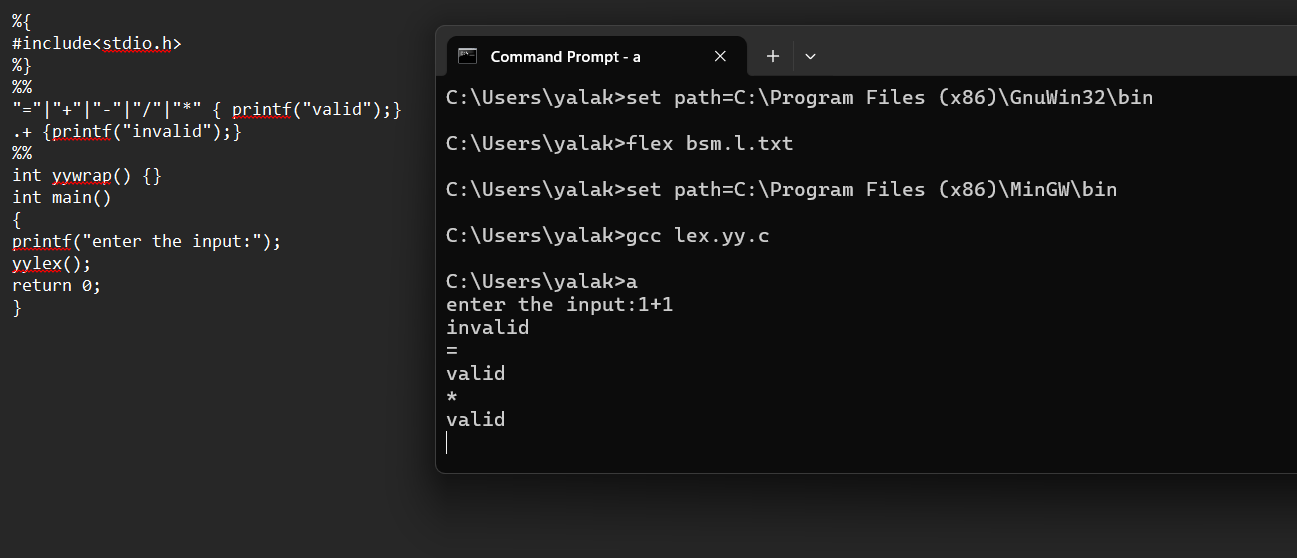 %{
#include<stdio.h>
%}
%%
"="|"+"|"-"|"/"|"*" { printf("valid");}
.+ {printf("invalid");}
%%
int yywrap() {}
int main()
{
printf("enter the input:");
yylex();
return 0;
}
Command Prompt - a
C:\Users\yalak>set path=C:\Program Files (x86)\GnuWin32\bin
C:\Users\yalak>flex bsm.l.txt
C:\Users\yalak>set path=C:\Program Files (x86)\MinGW\bin
C:\Users\yalak>gcc lex.yy.c
C:\Users\yalak>a
enter the input:1+1
invalid
=
valid
*
valid